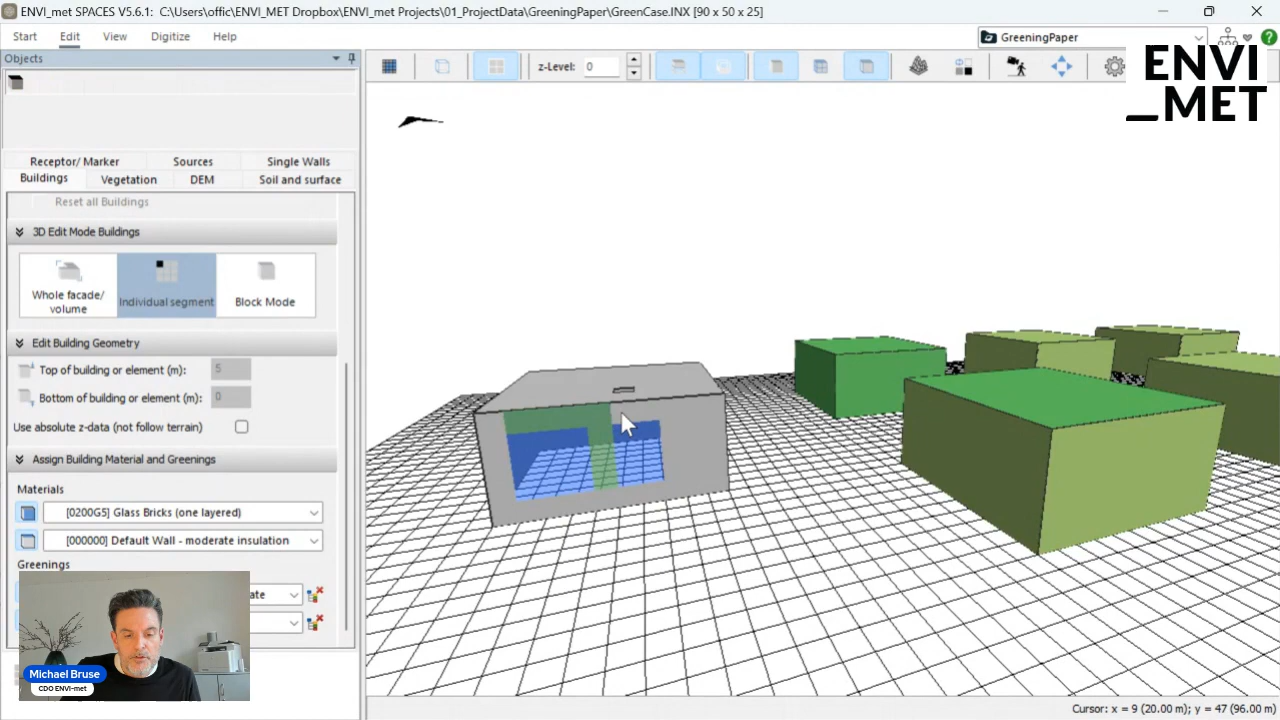 ENVI_met SPACES V5.6.1: C:\Users\offic\ENVI_MET Dropbox\ENVI_met Projects\01_ProjectData\GreeningPaper\GreenCase.INX [90 x 50 x 25]
Start Edit View Digitize Help
GreeningPaper
Objects
z-Level: 0
ENVI
_MET
Receptor/ Marker Sources Single Walls
Buildings Vegetation DEM Soil and surface
Reset all Buildings
3D Edit Mode Buildings
Whole facade/
volume
Individual segment
Block Mode
Edit Building Geometry
Top of building or element (m): 5
Bottom of building or element (m): 0
Use absolute z-data (not follow terrain)
Assign Building Material and Greenings
Materials
[0200G5] Glass Bricks (one layered)
[000000] Default Wall - moderate insulation
Greenings
ate
Michael Bruse
CDO ENVI-met
Cursor: x = 9 (20.00 m); y = 47 (96.00 m)